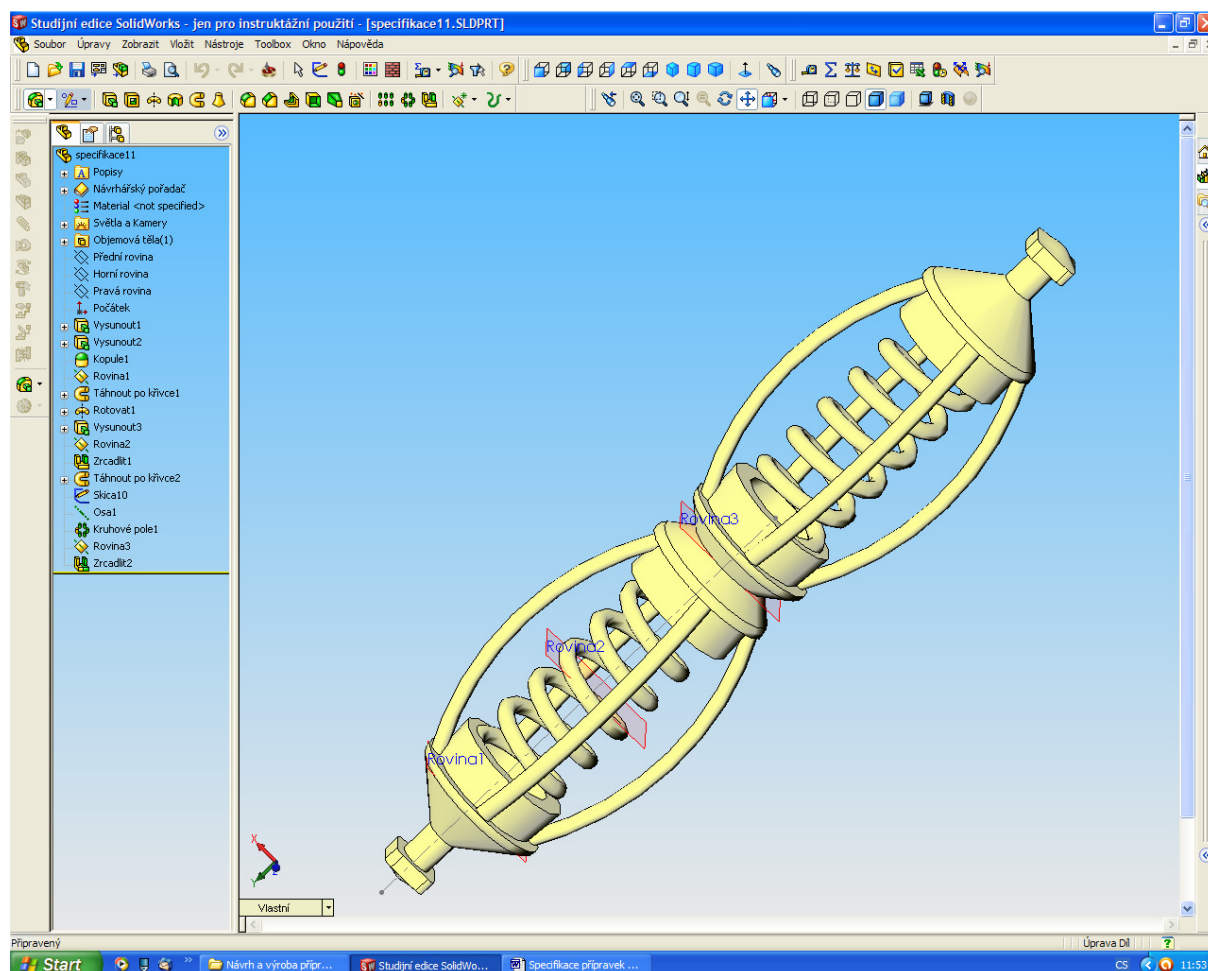 Studijní edice SolidWorks - jen pro instruktážní použití - [specifikace11.SLDPRT]
Soubor Úpravy Zobrazit Vložit Nástroje Toolbox Okno Nápověda
specifikace11
Popisy
Návrhářský pořadač
Material <not specified>
Světla a Kamery
Objemová těla(1)
Přední rovina
Horní rovina
Pravá rovina
Počátek
Vysunout1
Vysunout2
Kopule1
Rovina1
Táhnout po křivce1
Rotovat1
Vysunout3
Rovina2
Zrcadlit1
Táhnout po křivce2
Skica10
Osa1
Kruhové pole1
Rovina3
Zrcadlit2
Rovina3
Rovina2
Rovina1
X
Y
Z
Vlastní
Připravený
Úprava Díl
Start
Návrh a výroba přípr...
Studijní edice SolidWo...
Specifikace přípravek ...
CS
11:53